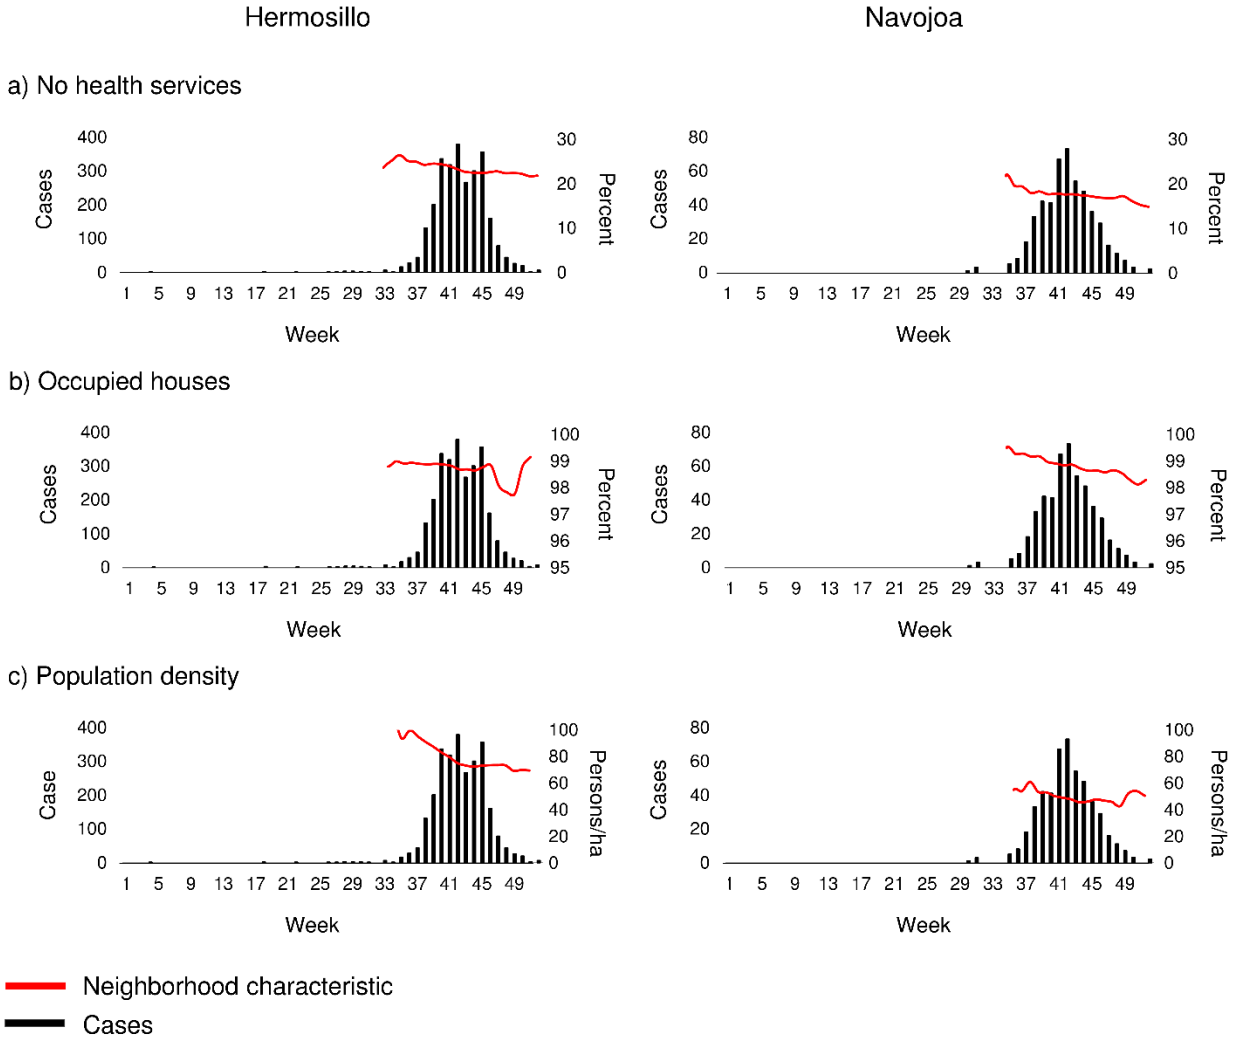 Hermosillo Navojoa
a) No health services
400 300 200 100 0
Cases
30 20 10 0
Percent
1 5 9 13 17 21 25 29 33 37 41 45 49
Week
80 60 40 20 0
Cases
30 20 10 0
Percent
1 5 9 13 17 21 25 29 33 37 41 45 49
Week
b) Occupied houses
400 300 200 100 0
Cases
100 99 98 97 96 95
Percent
1 5 9 13 17 21 25 29 33 37 41 45 49
Week
80 60 40 20 0
Cases
100 99 98 97 96 95
Percent
1 5 9 13 17 21 25 29 33 37 41 45 49
Week
c) Population density
400 300 200 100 0
Case
100 80 60 40 20 0
Persons/ha
1 5 9 13 17 21 25 29 33 37 41 45 49
Week
80 60 40 20 0
Cases
100 80 60 40 20 0
Persons/ha
1 5 9 13 17 21 25 29 33 37 41 45 49
Week
Neighborhood characteristic
Cases